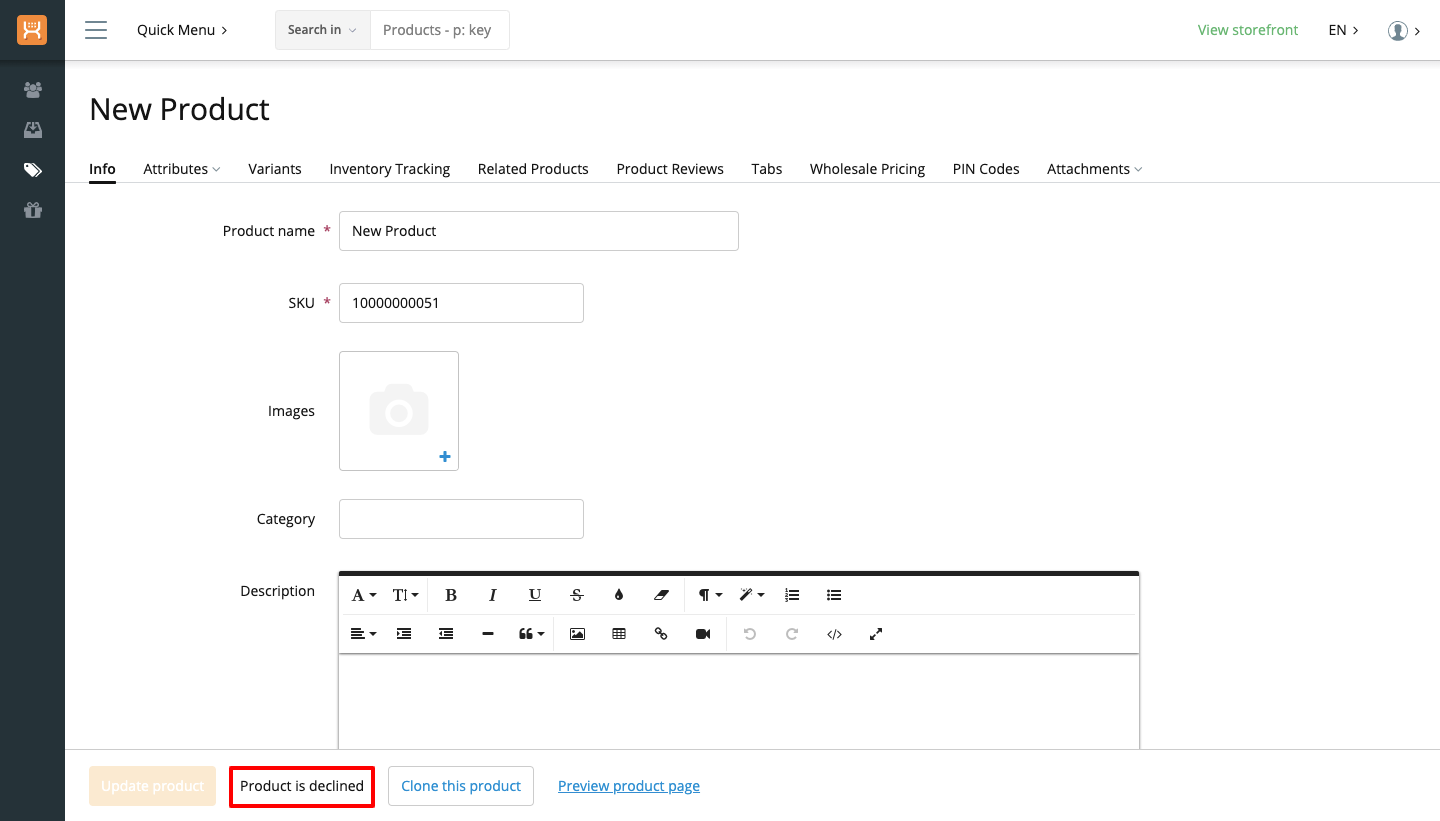 Quick Menu
Search in
Products - p: key
View storefront
EN
New Product
Info Attributes Variants Inventory Tracking Related Products Product Reviews Tabs Wholesale Pricing PIN Codes Attachments
Product name * New Product
SKU * 10000000051
Images
Category
Description
Update product
Product is declined
Clone this product
Preview product page